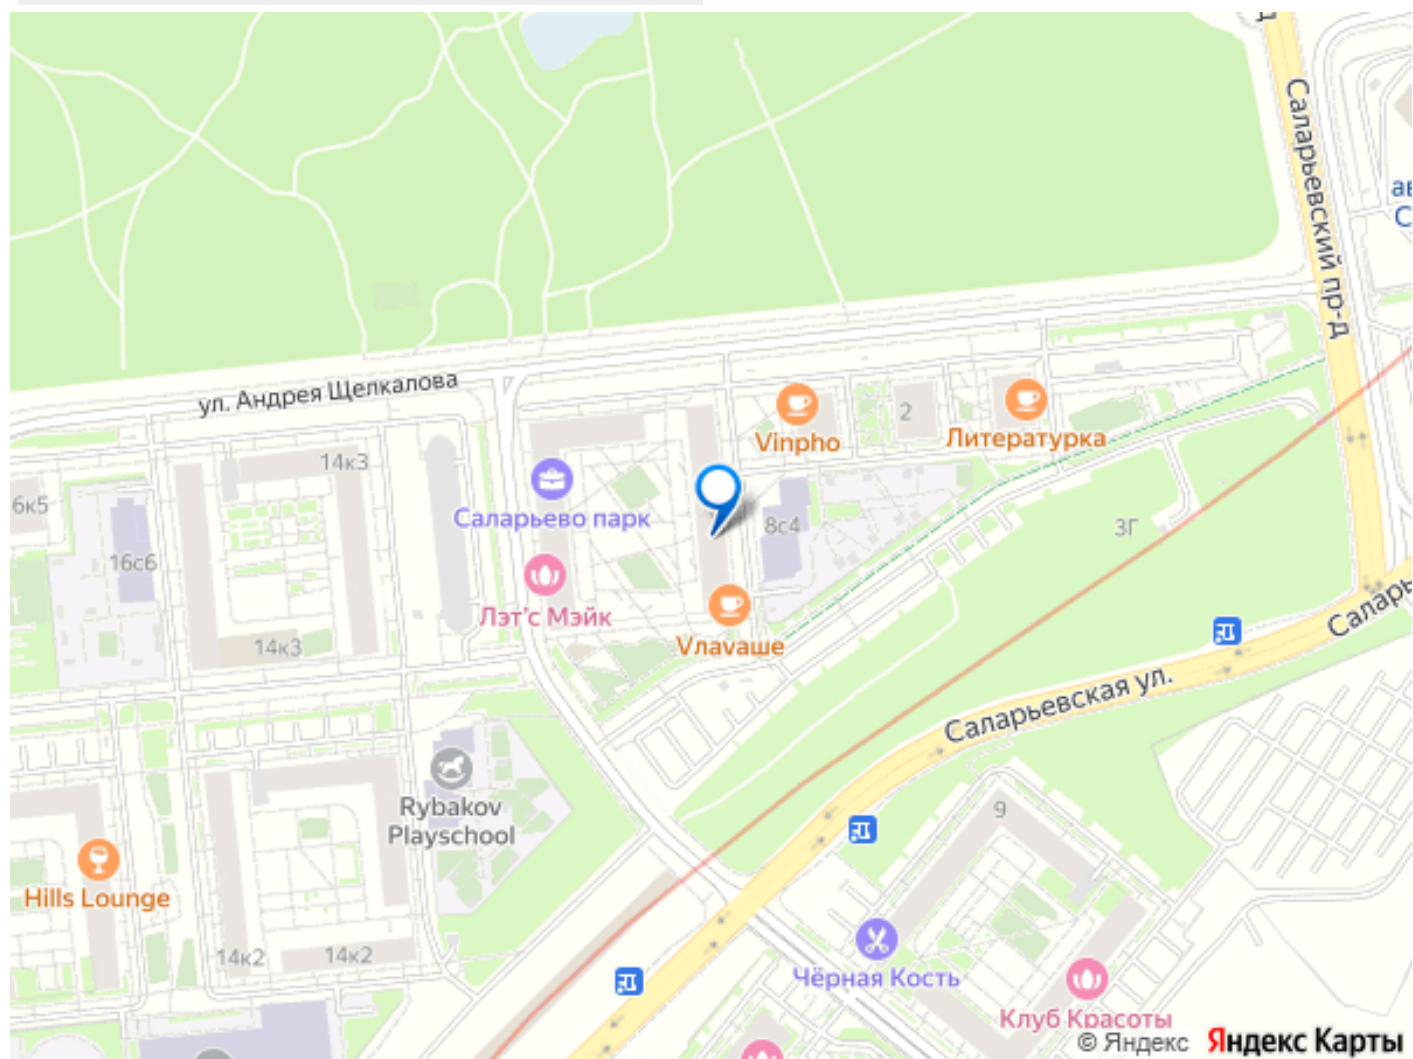 Саларьевский пр-д
ул. Андрея Щелкалова
Vinpho
2
Литературка
14к3
6к5
Саларьево парк
8с4
3Г
16с6
Лэт’с Мэйк
Vлаvаше
14к3
Саларьевская ул.
Rybakov
Playschool
9
Hills Lounge
14к2
14к2
Чёрная Кость
Клуб Красоты
© Яндекс Яндекс Карты